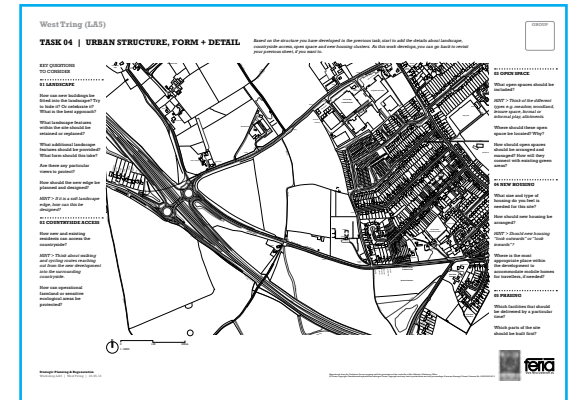 West Tring (LA5)
GROUP
TASK 04 | URBAN STRUCTURE, FORM + DETAIL
Based on the structure you have developed in the previous task, start to add the details about landscape,
countryside access, open space and new housing clusters. As this work develops, you can go back to revisit
your previous sheet, if you want to.
KEY QUESTIONS
TO CONSIDER
01 LANDSCAPE
How can new buildings be
fitted into the landscape? Try
to hide it? Or celebrate it?
What is the best approach?
What landscape features
within the site should be
retained or replaced?
What additional landscape
features should be provided?
What form should this take?
Are there any particular
views to protect?
How should the new edge be
planned and designed?
HINT > If it is a soft landscape
edge, how can this be
designed?
02 COUNTRYSIDE ACCESS
How new and existing
residents can access the
countryside?
HINT > Think about walking
and cycling routes reaching
out from the new development
into the surrounding
countryside.
How can operational
farmland or sensitive
ecological areas be
protected?
03 OPEN SPACE
What open spaces should be
included?
HINT > Think of the different
types e.g. meadow, woodland,
leisure space, formal or
informal play, allotments.
Where should these open
space be located? Why?
How should open spaces
should be arranged and
managed? How will they
connect with existing green
areas?
04 NEW HOUSING
What size and type of
housing do you feel is
needed for this site?
How should new housing be
arranged?
HINT > Should new housing
"look outwards" or "look
inwards"?
Where is the most
appropriate place within
the development to
accommodate mobile homes
for travellers, if needed?
05 PHASING
Which facilities that should
be delivered by a particular
time?
Which parts of the site
should be built first?
feria